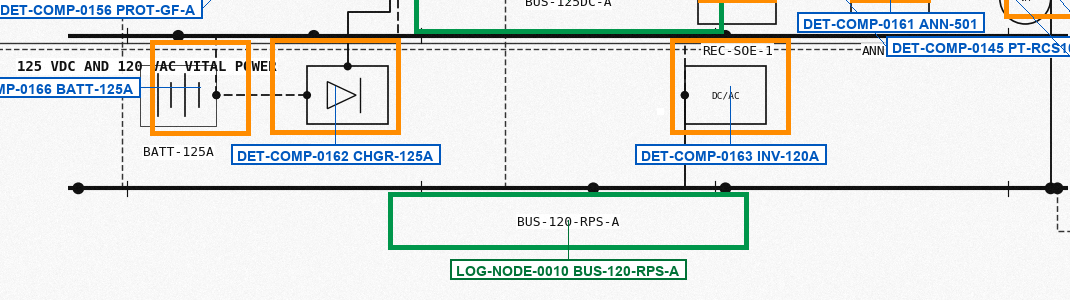 BUS-125DC-A
DET-COMP-0156 PROT-GF-A
DET-COMP-0161 ANN-501
DET-COMP-0145 PT-RCS1
REC-SOE-1
ANN
125 VDC AND 120 VAC VITAL POWER
MP-0166 BATT-125A
DC/AC
BATT-125A
DET-COMP-0162 CHGR-125A
DET-COMP-0163 INV-120A
BUS-120-RPS-A
LOG-NODE-0010 BUS-120-RPS-A